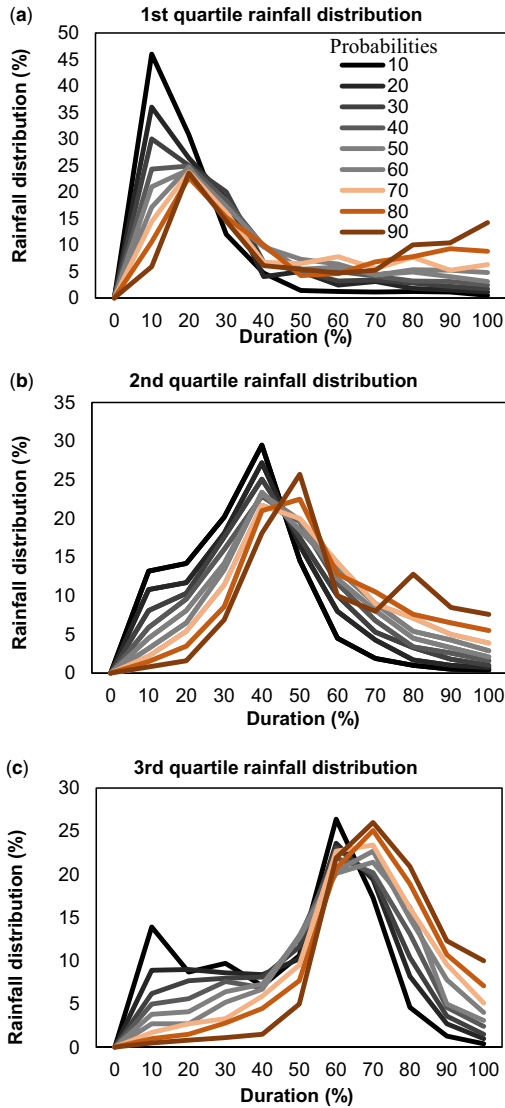 (a) 1st quartile rainfall distribution
Rainfall distribution (%)
50
45
40
35
30
25
20
15
10
5
0
Probabilities
10
20
30
40
50
60
70
80
90
0 10 20 30 40 50 60 70 80 90 100
Duration (%)
(b) 2nd quartile rainfall distribution
Rainfall distribution (%)
35
30
25
20
15
10
5
0
0 10 20 30 40 50 60 70 80 90 100
Duration (%)
(c) 3rd quartile rainfall distribution
Rainfall distribution (%)
30
25
20
15
10
5
0
0 10 20 30 40 50 60 70 80 90 100
Duration (%)